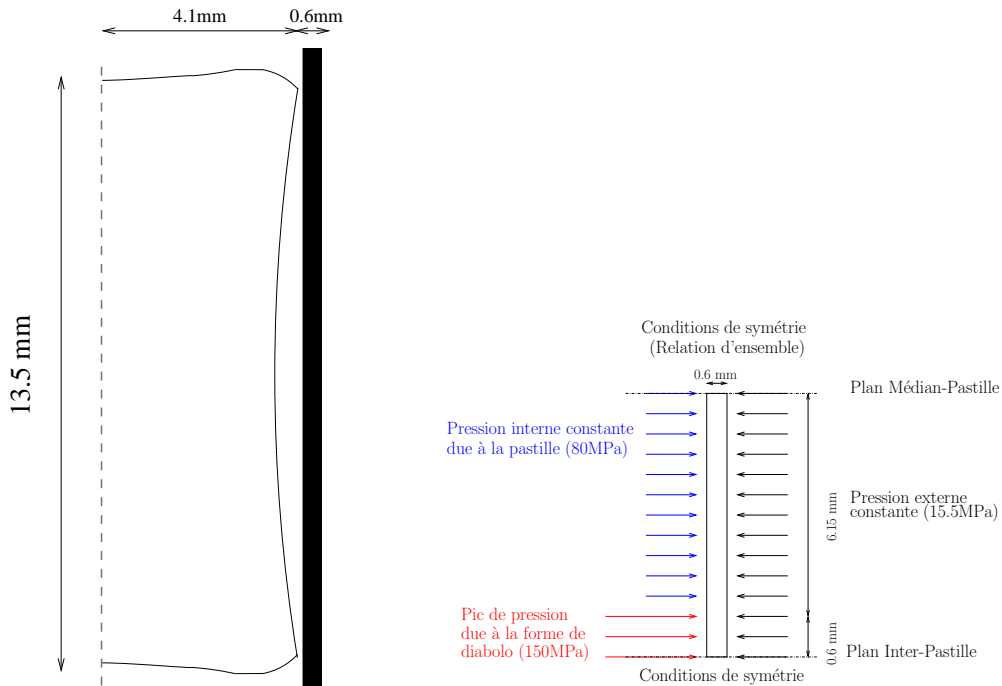 4.1mm
0.6mm
13.5 mm
Conditions de symétrie
(Relation d'ensemble)
0.6 mm
Plan Médian-Pastille
Pression interne constante
due à la pastille (80MPa)
Pression externe
constante (15.5MPa)
6.15 mm
Pic de pression
due à la forme de
diabolo (150MPa)
0.6 mm
Plan Inter-Pastille
Conditions de symétrie